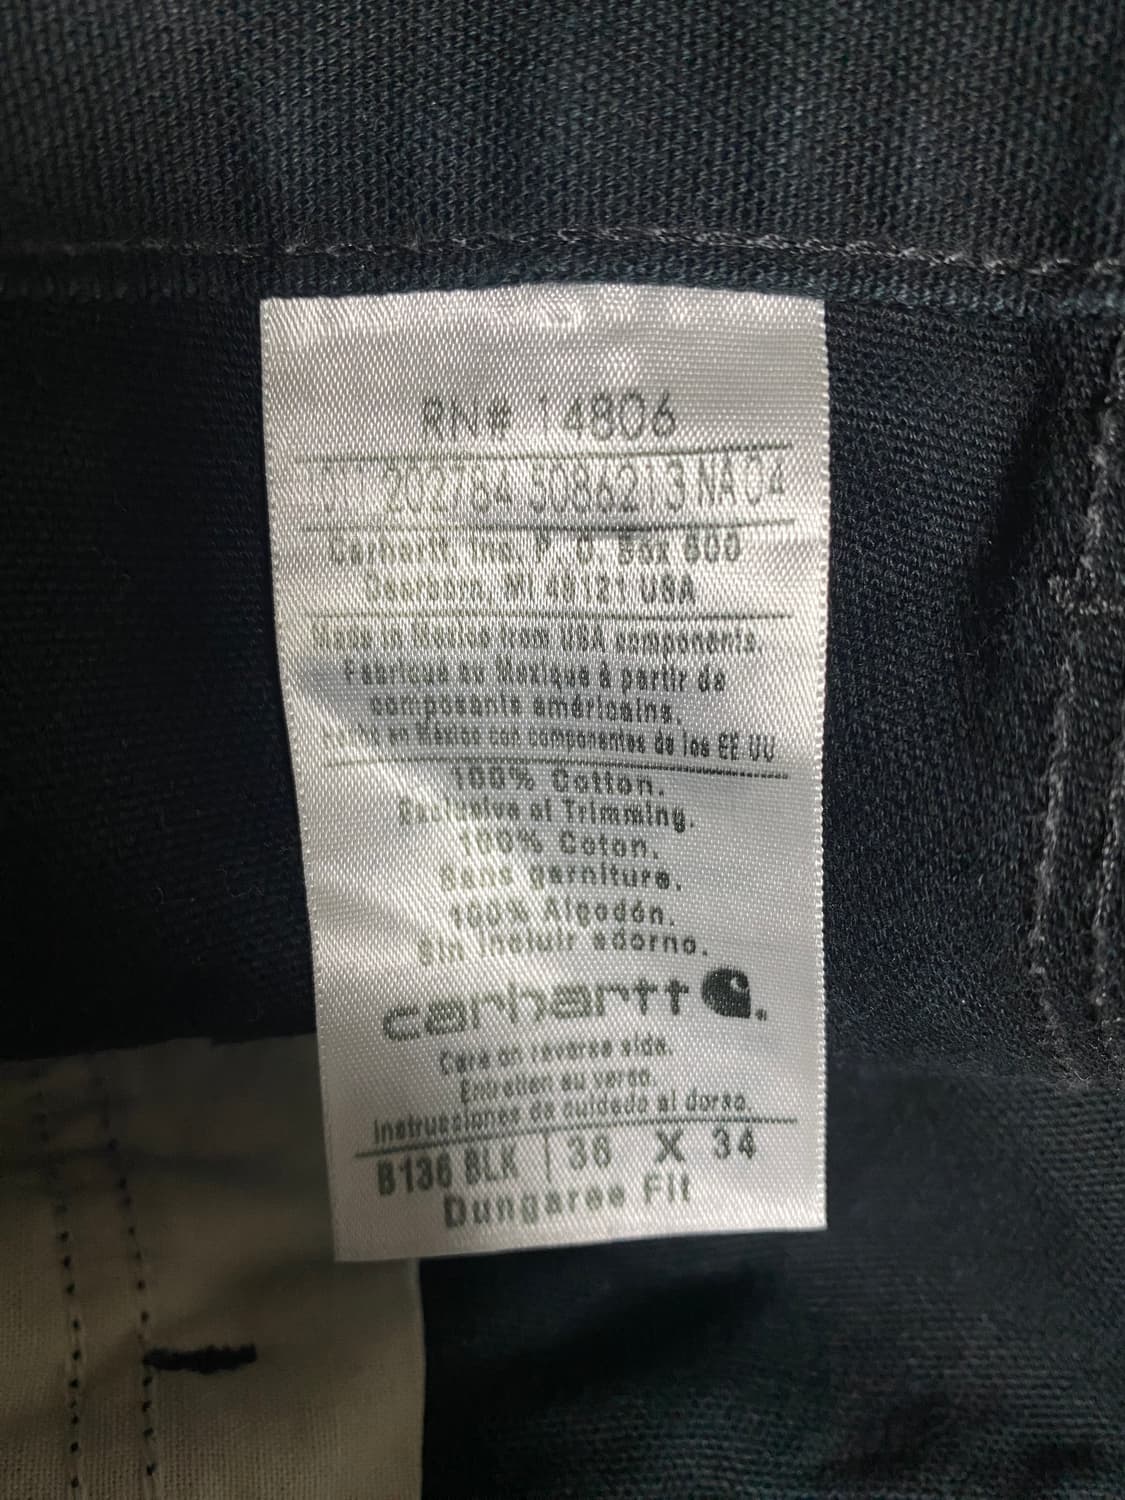 RN# 14806
202784 5086213 NA 04
Carhartt, Inc. P. O. Box 600
Dearborn, MI 48121 USA
Made in Mexico from USA components.
Fabriqué au Mexique à partir de
composants américains.
en México con componentes de los EE UU
100% Cotton.
Exclusive of Trimming.
100% Coton.
Sans garniture.
100% Algodón.
Sin incluir adorno.
carhartt
Care on reverse side.
Entretien au verso.
Instrucciones de cuidado al dorso.
B136 BLK | 36 X 34
Dungaree Fit